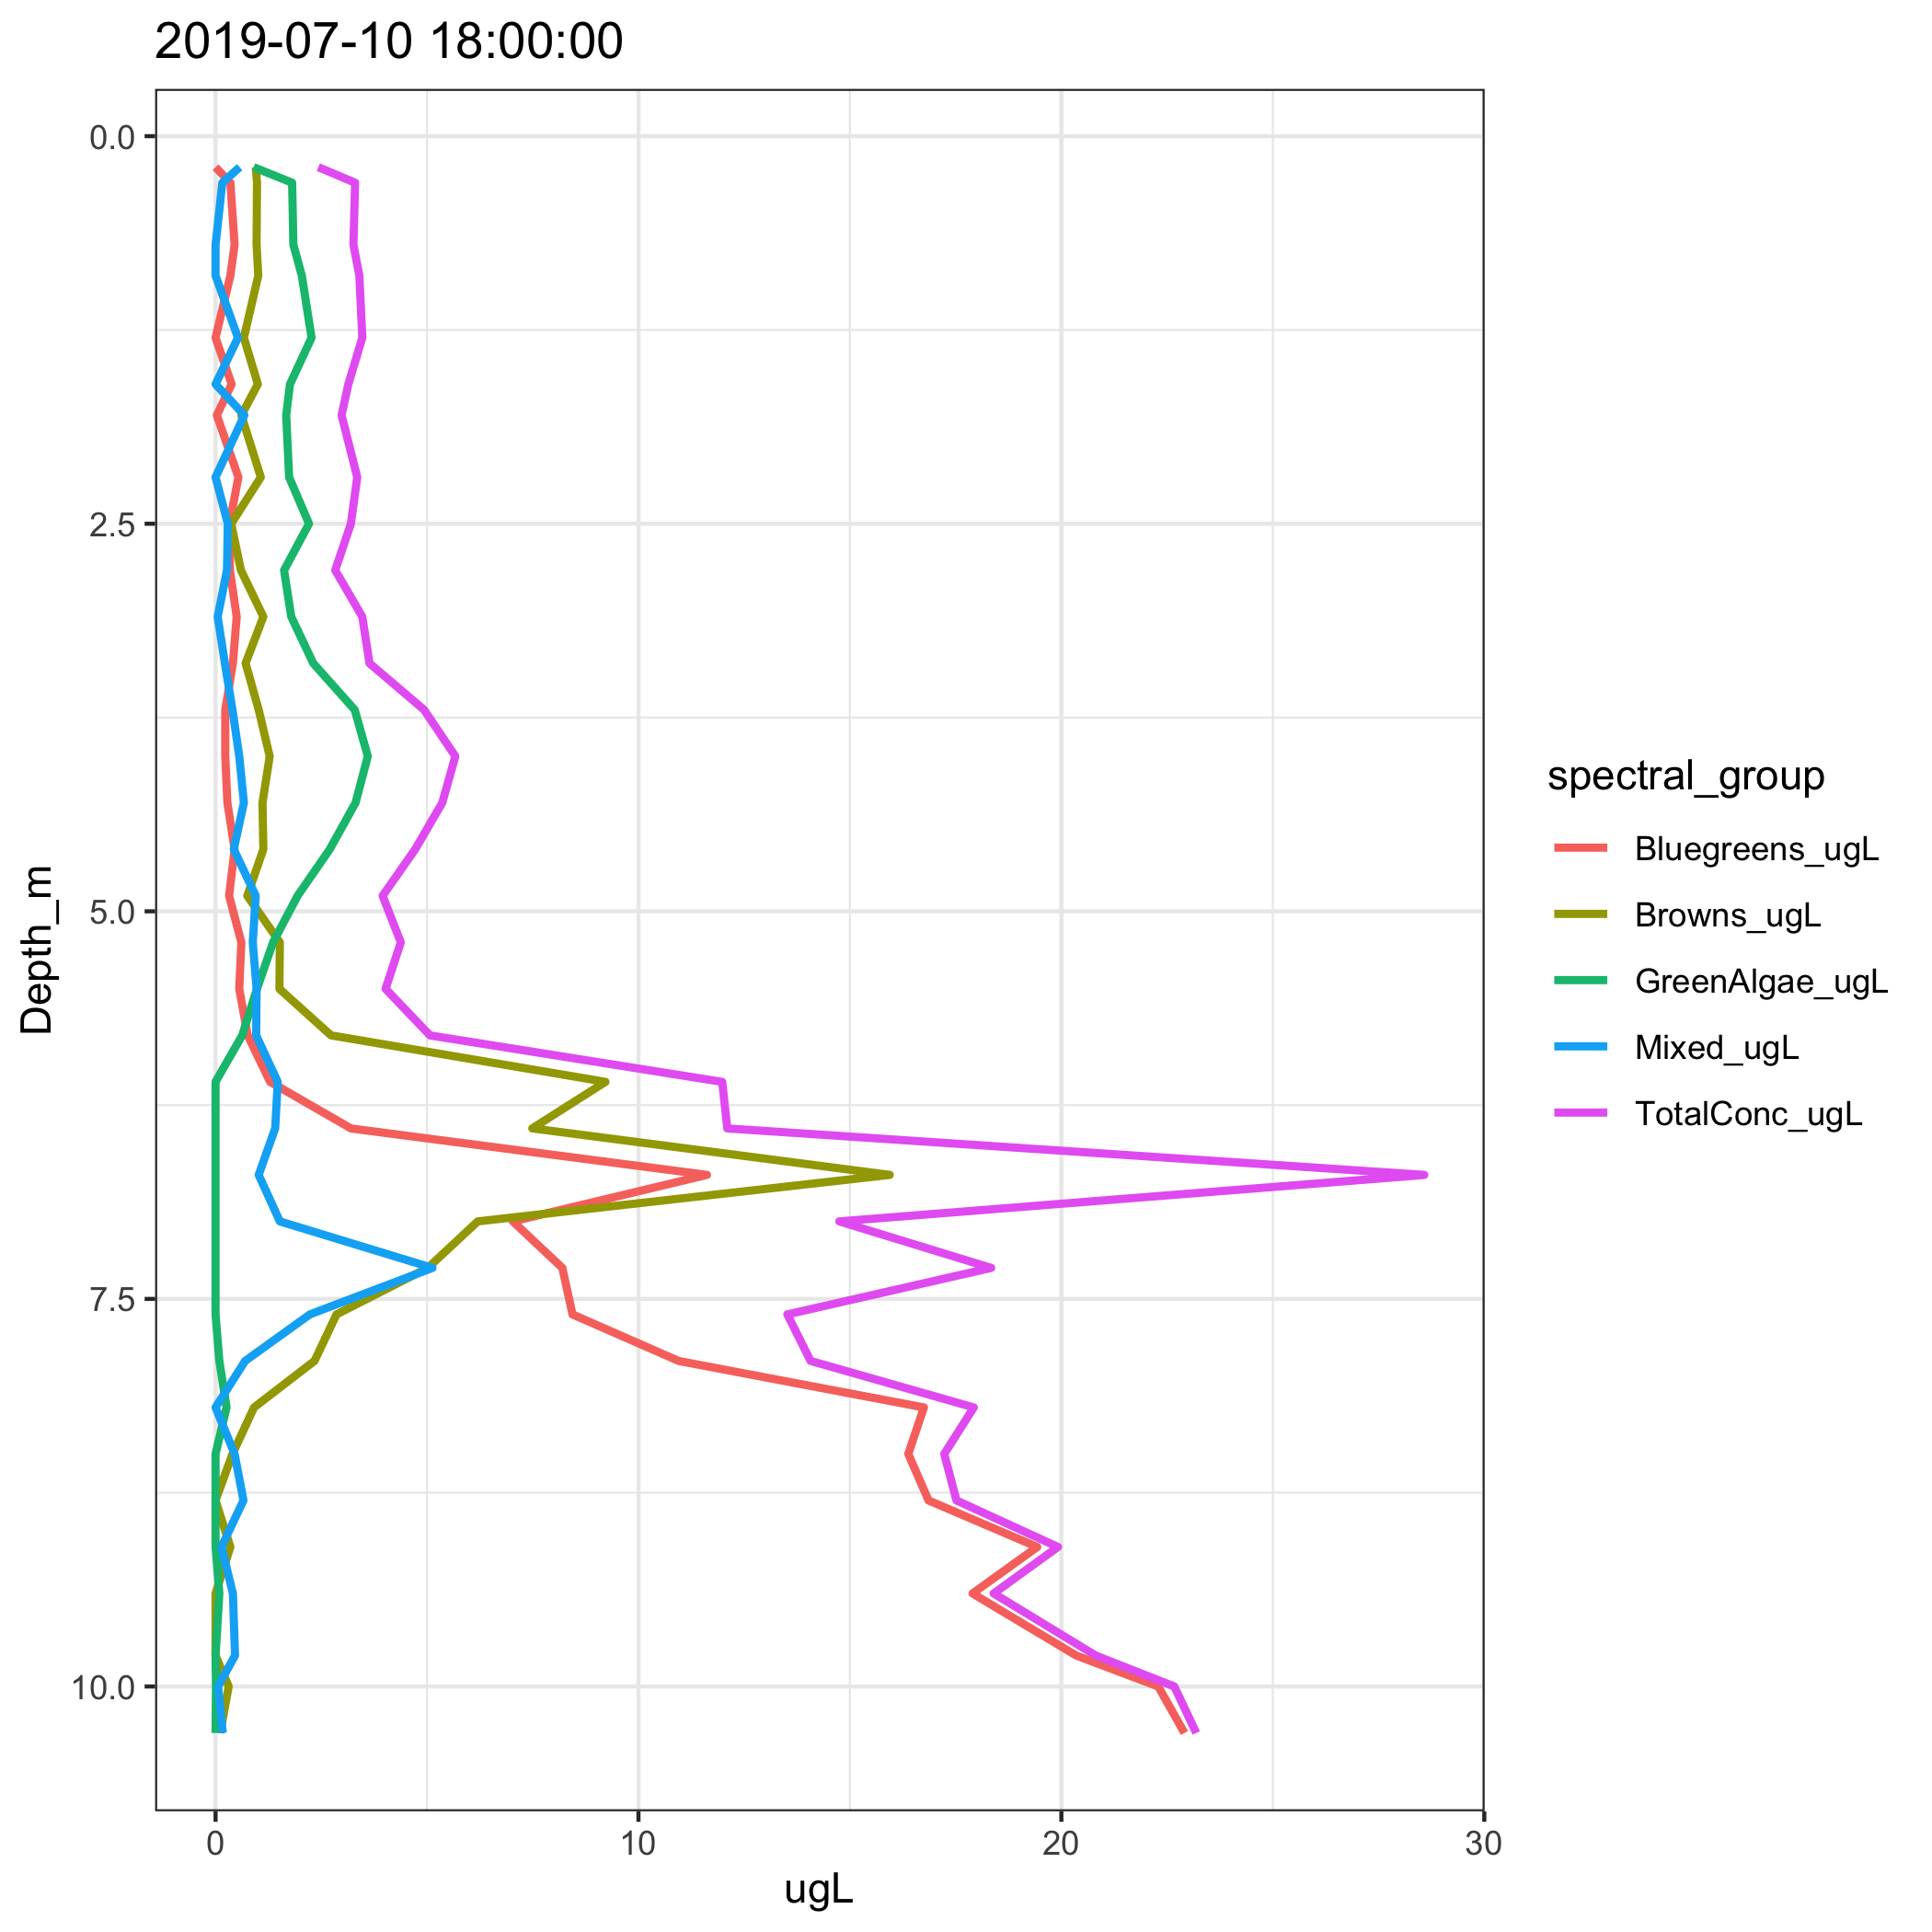 2019-07-10 18:00:00
0.0
2.5
5.0
7.5
10.0
Depth_m
0 10 20 30
ugL
spectral_group
Bluegreens_ugL
Browns_ugL
GreenAlgae_ugL
Mixed_ugL
TotalConc_ugL